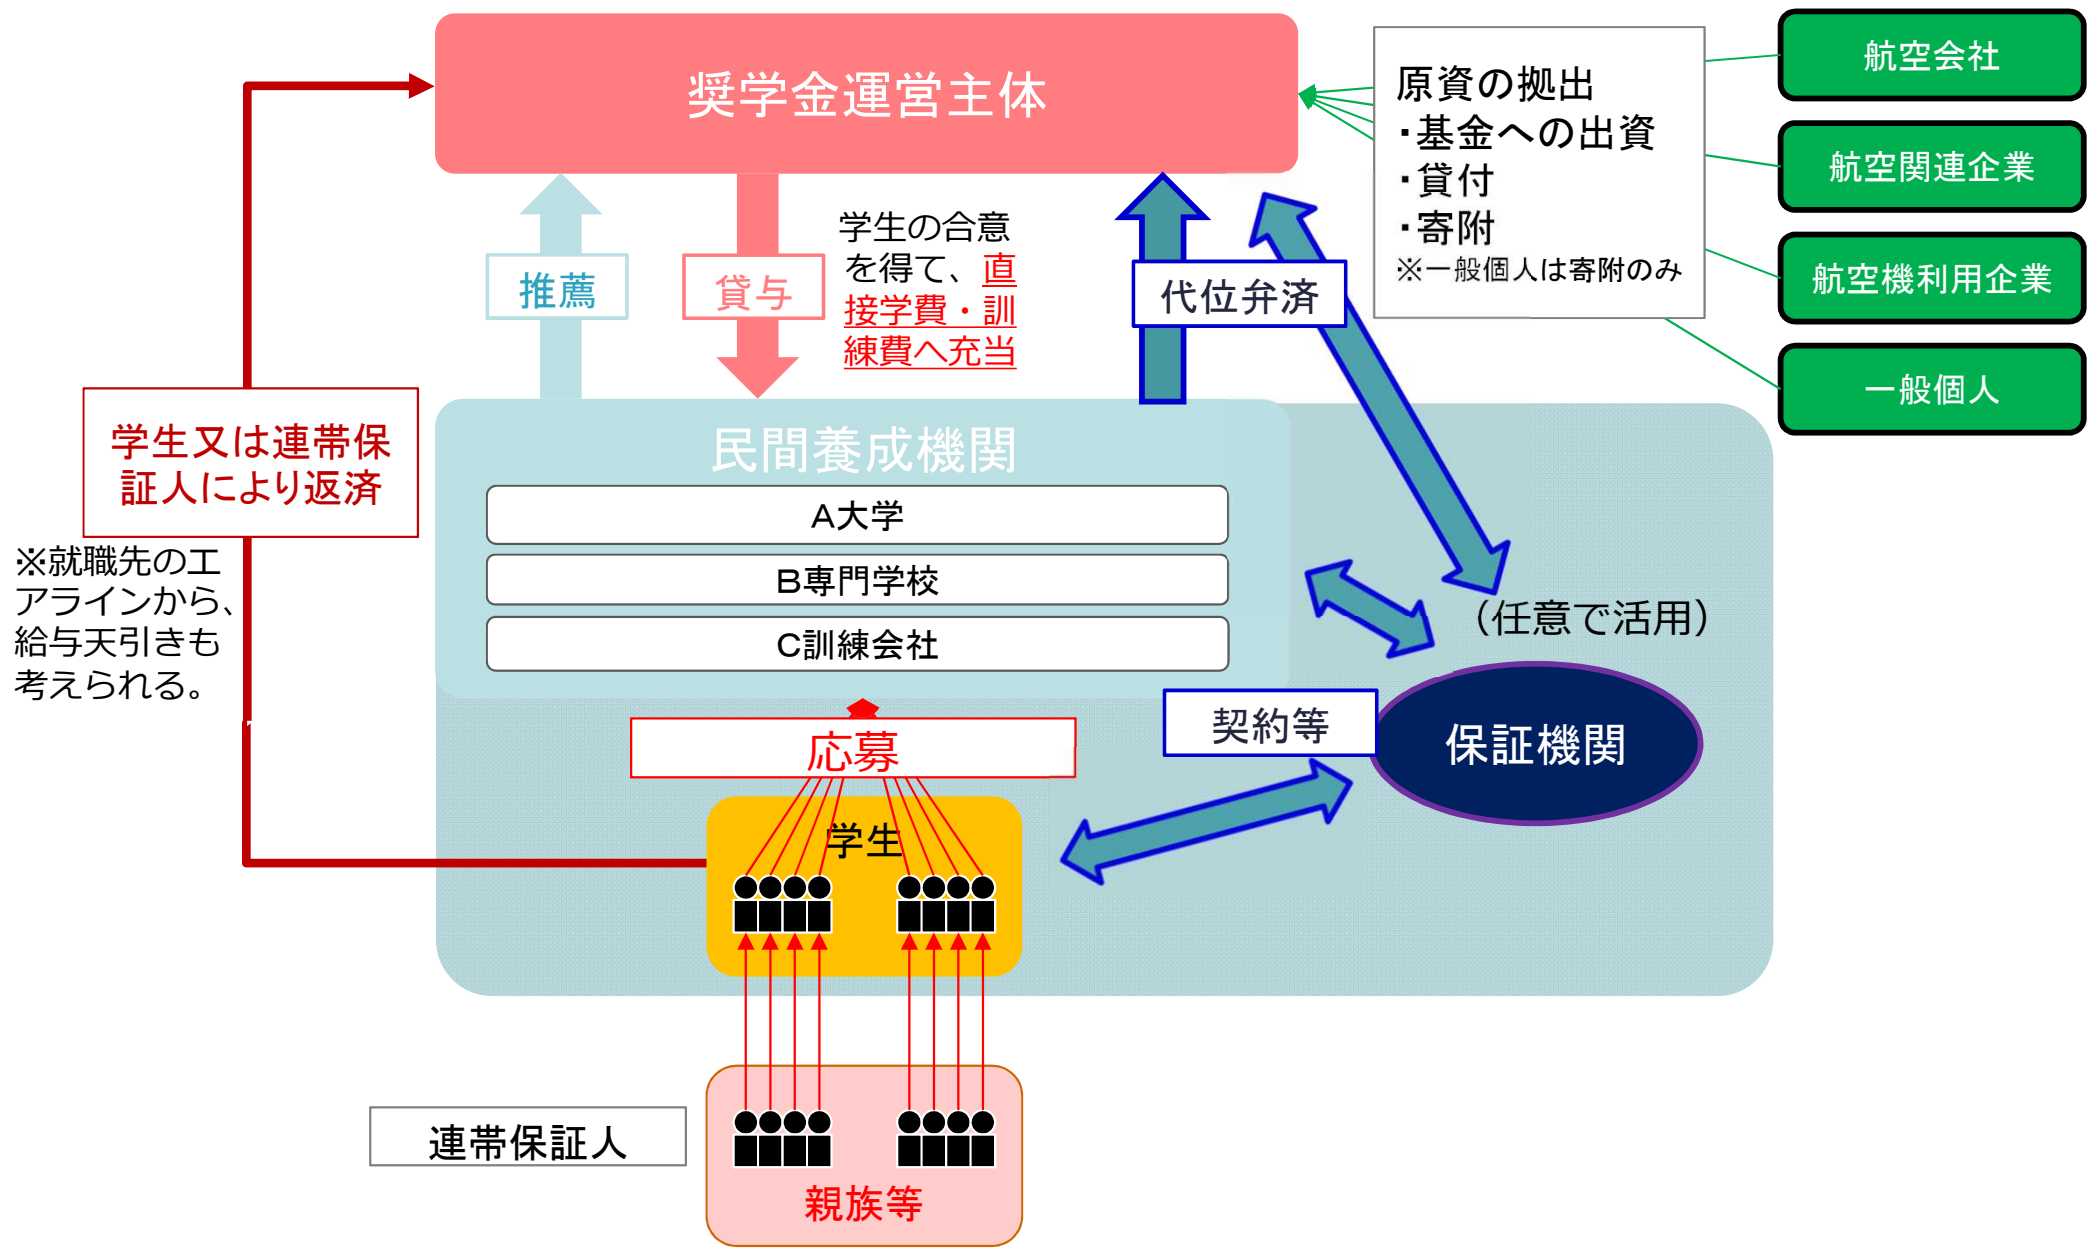 奨学金運営主体
原資の拠出
・基金への出資
・貸付
・寄附
※一般個人は寄附のみ
航空会社
航空関連企業
航空機利用企業
一般個人
推薦
貸与
学生の合意
を得て、直
接学費・訓
練費へ充当
代位弁済
学生又は連帯保
証人により返済
※就職先のエ
アラインから、
給与天引きも
考えられる。
民間養成機関
A大学
B専門学校
C訓練会社
（任意で活用）
契約等
保証機関
応募
学生
連帯保証人
親族等